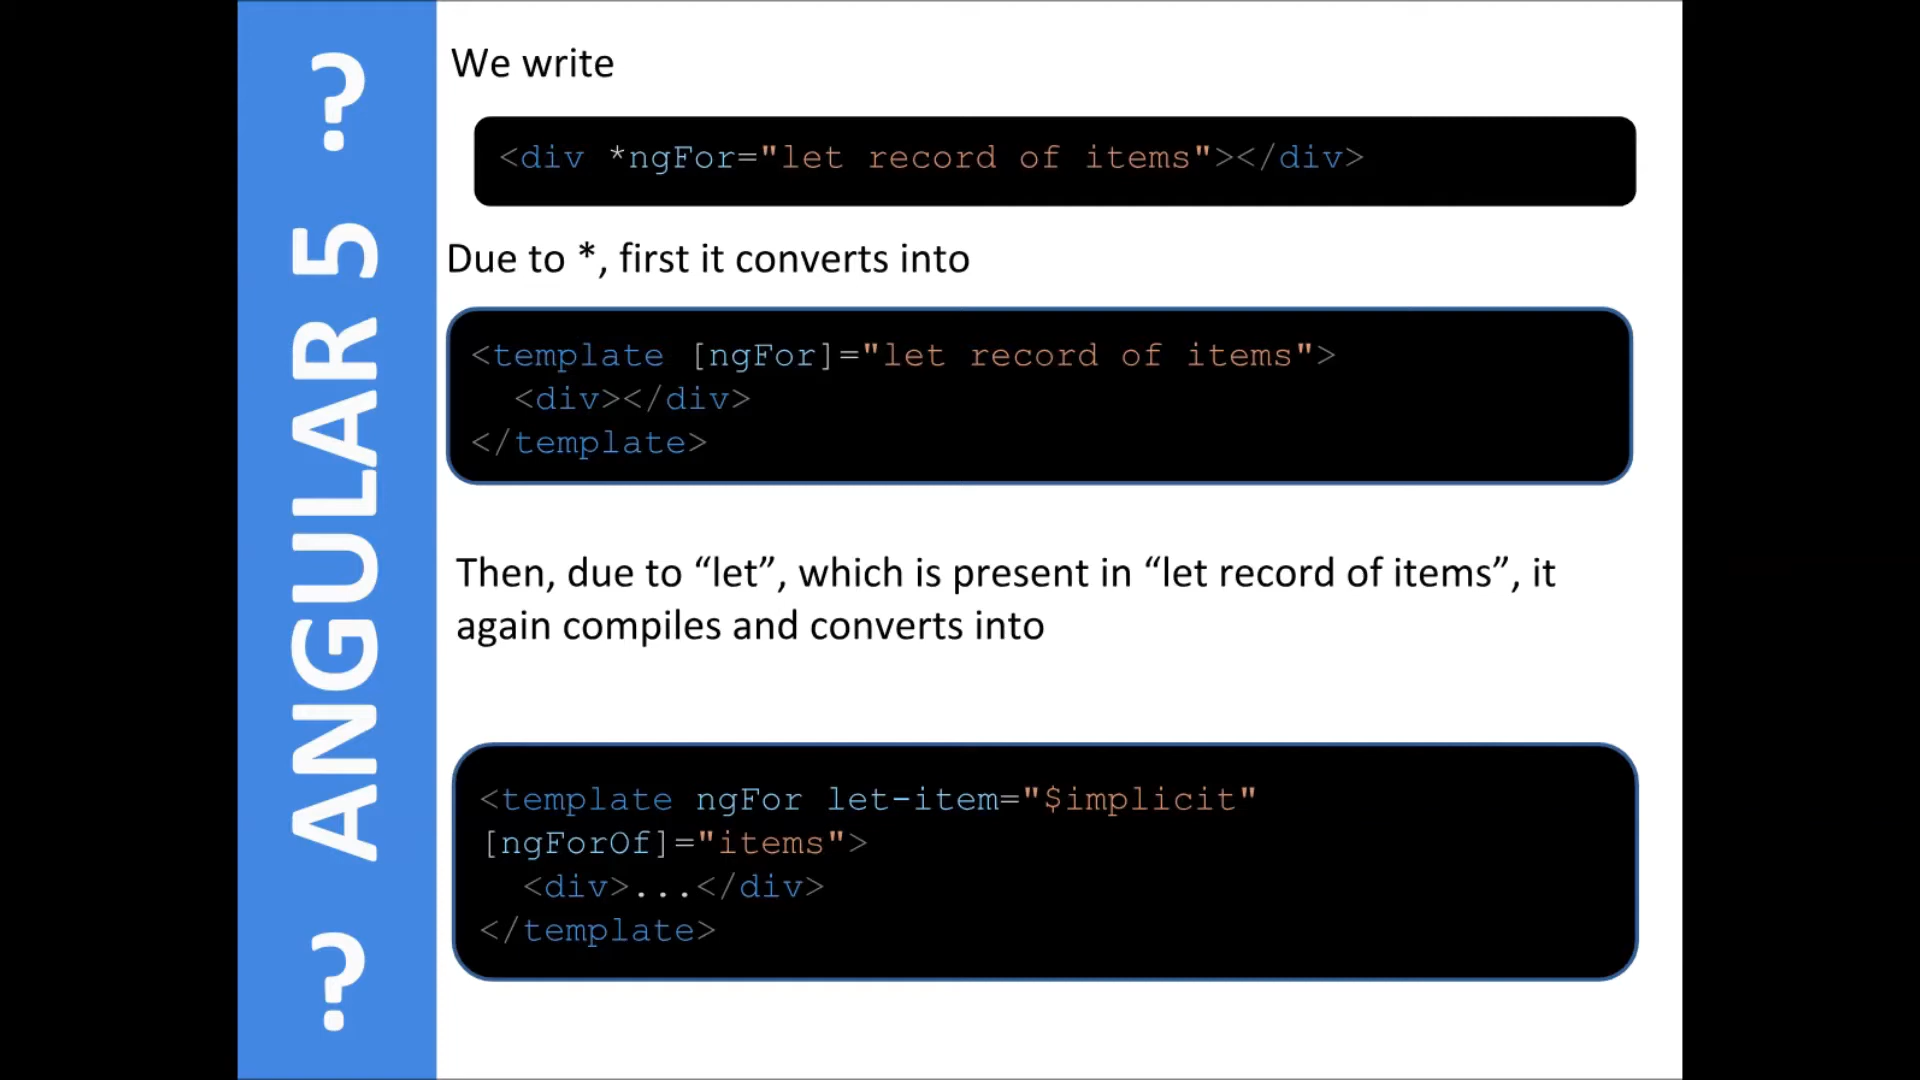 ? ANGULAR 5 ?
We write
<div *ngFor="let record of items"></div>
Due to *, first it converts into
<template [ngFor]="let record of items">
  <div></div>
</template>
Then, due to “let”, which is present in “let record of items”, it
again compiles and converts into
<template ngFor let-item="$implicit"
[ngForOf]="items">
  <div>...</div>
</template>